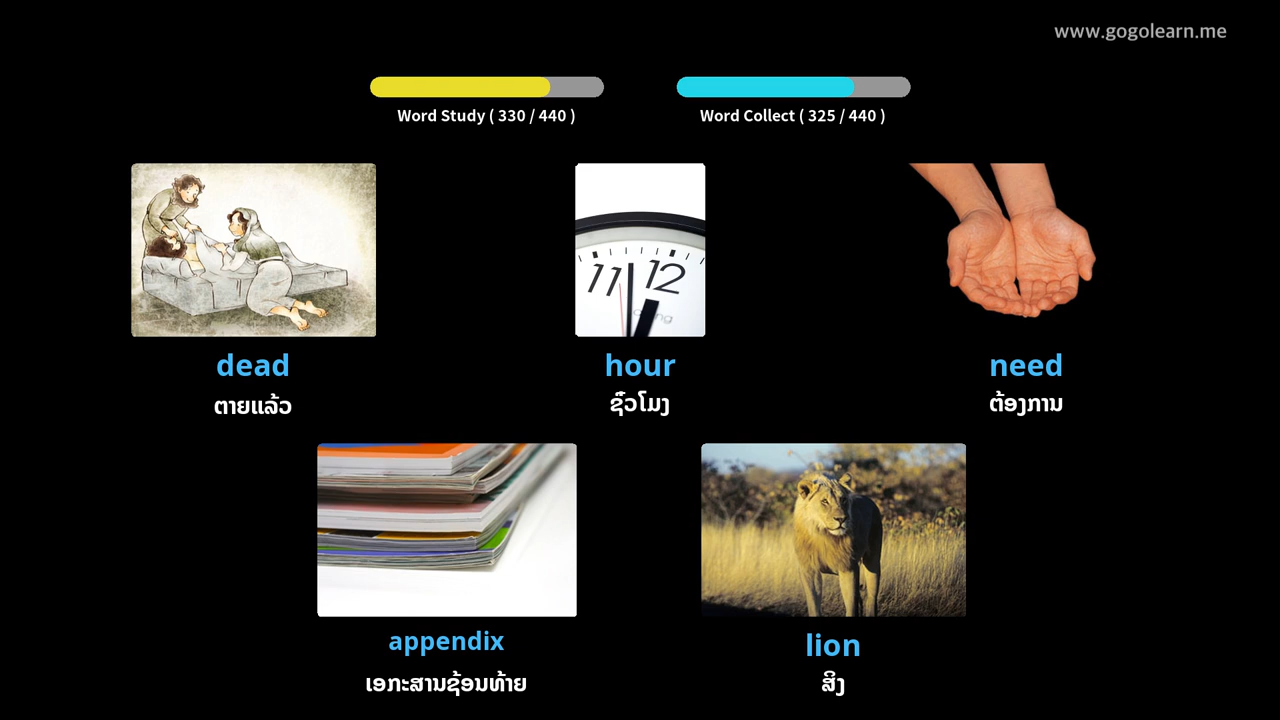 www.gogolearn.me
Word Study ( 330 / 440 )
Word Collect ( 325 / 440 )
11 12
dead
ຕາຍແລ້ວ
hour
ຊົ່ວໂມງ
need
ຕ້ອງການ
appendix
ເອກະສານຊ້ອນທ້າຍ
lion
ສິງ